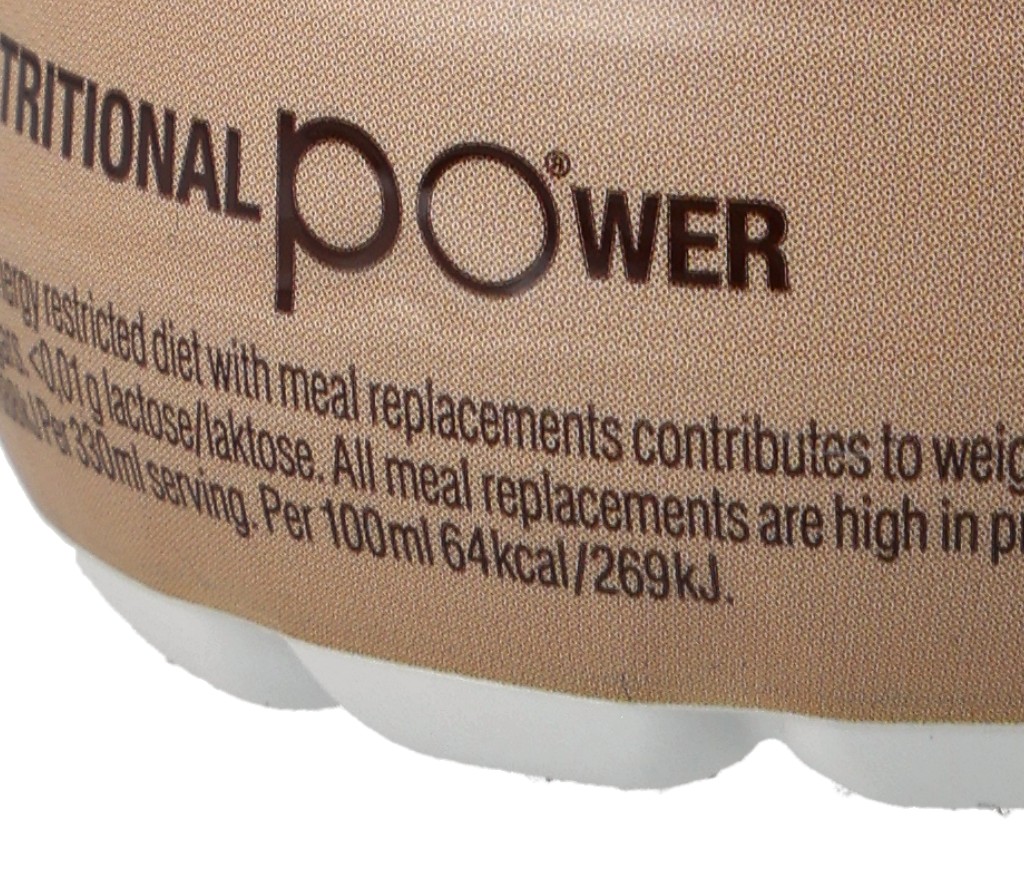 TRITIONAL poWER®
ergy restricted diet with meal replacements contributes to weig
ars. <0,01 g lactose/laktose. All meal replacements are high in p
Per 330ml serving. Per 100ml 64kcal/269kJ.